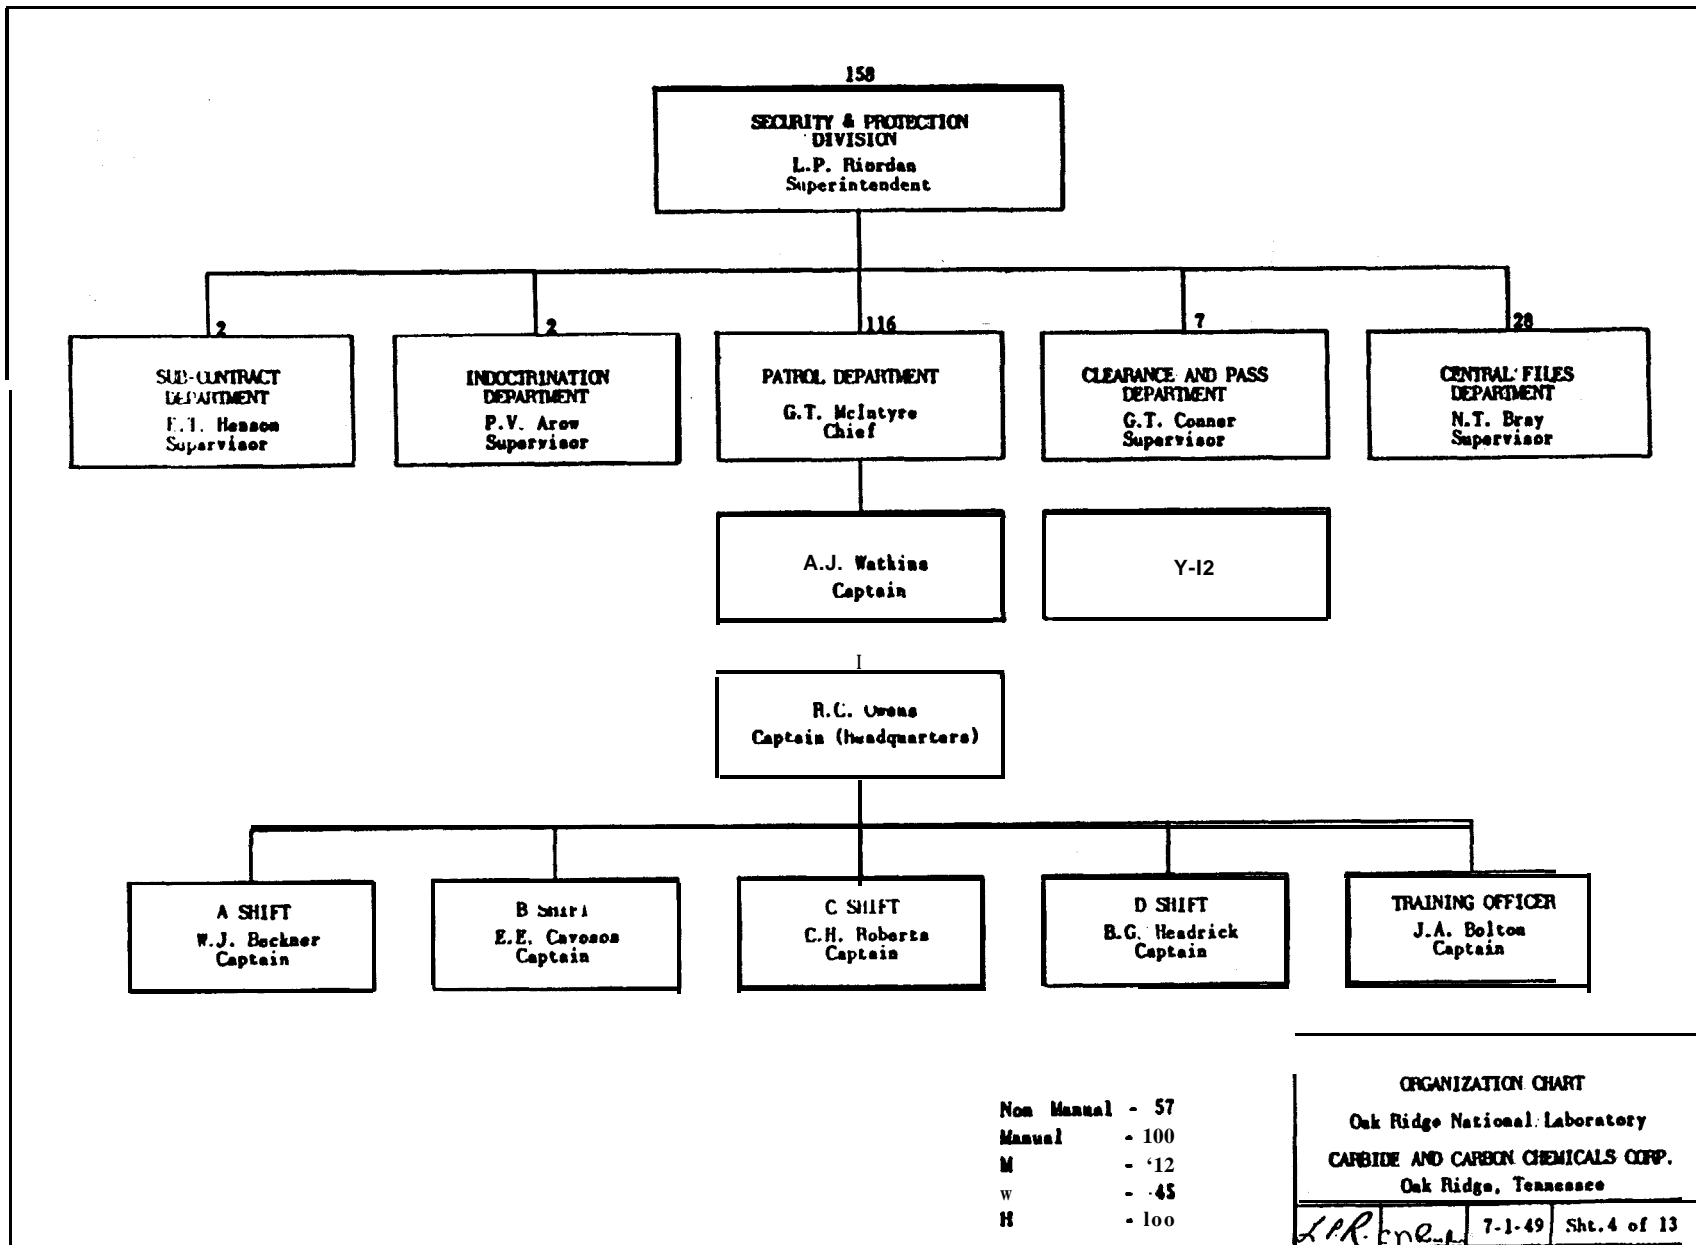 158
SECURITY & PROTECTION
DIVISION
L.P. Riordan
Superintendent
2
SUB-CONTRACT
DEPARTMENT
Henson
Supervisor
2
INDOCTRINATION
DEPARTMENT
P.V. Arow
Supervisor
116
PATROL DEPARTMENT
G.T. McIntyre
Chief
7
CLEARANCE AND PASS
DEPARTMENT
G.T. Conner
Supervisor
28
CENTRAL FILES
DEPARTMENT
N.T. Bray
Supervisor
A.J. Watkins
Captain
Y-I2
I
R.C. Owens
Captain (headquarters)
A SHIFT
W.J. Beckner
Captain
B SHIFT
E.E. Cavosos
Captain
C SHIFT
C.H. Roberts
Captain
D SHIFT
B.G. Headrick
Captain
TRAINING OFFICER
J.A. Bolton
Captain
Non Manual - 57
Manual - 100
M - ‘12
W - 45
H - loo
ORGANIZATION CHART
Oak Ridge National Laboratory
CARBIDE AND CARBON CHEMICALS CORP.
Oak Ridge, Tennessee
L.P.R. 7-1-49 Sht.4 of 13